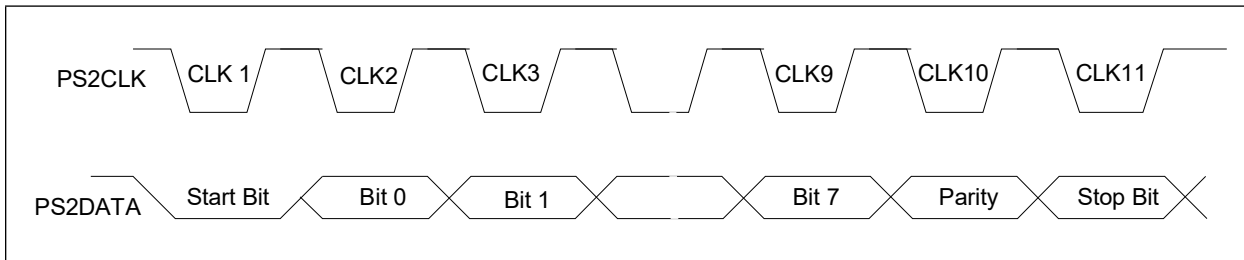 PS2CLK CLK 1 CLK2 CLK3 CLK9 CLK10 CLK11
PS2DATA Start Bit Bit 0 Bit 1 Bit 7 Parity Stop Bit